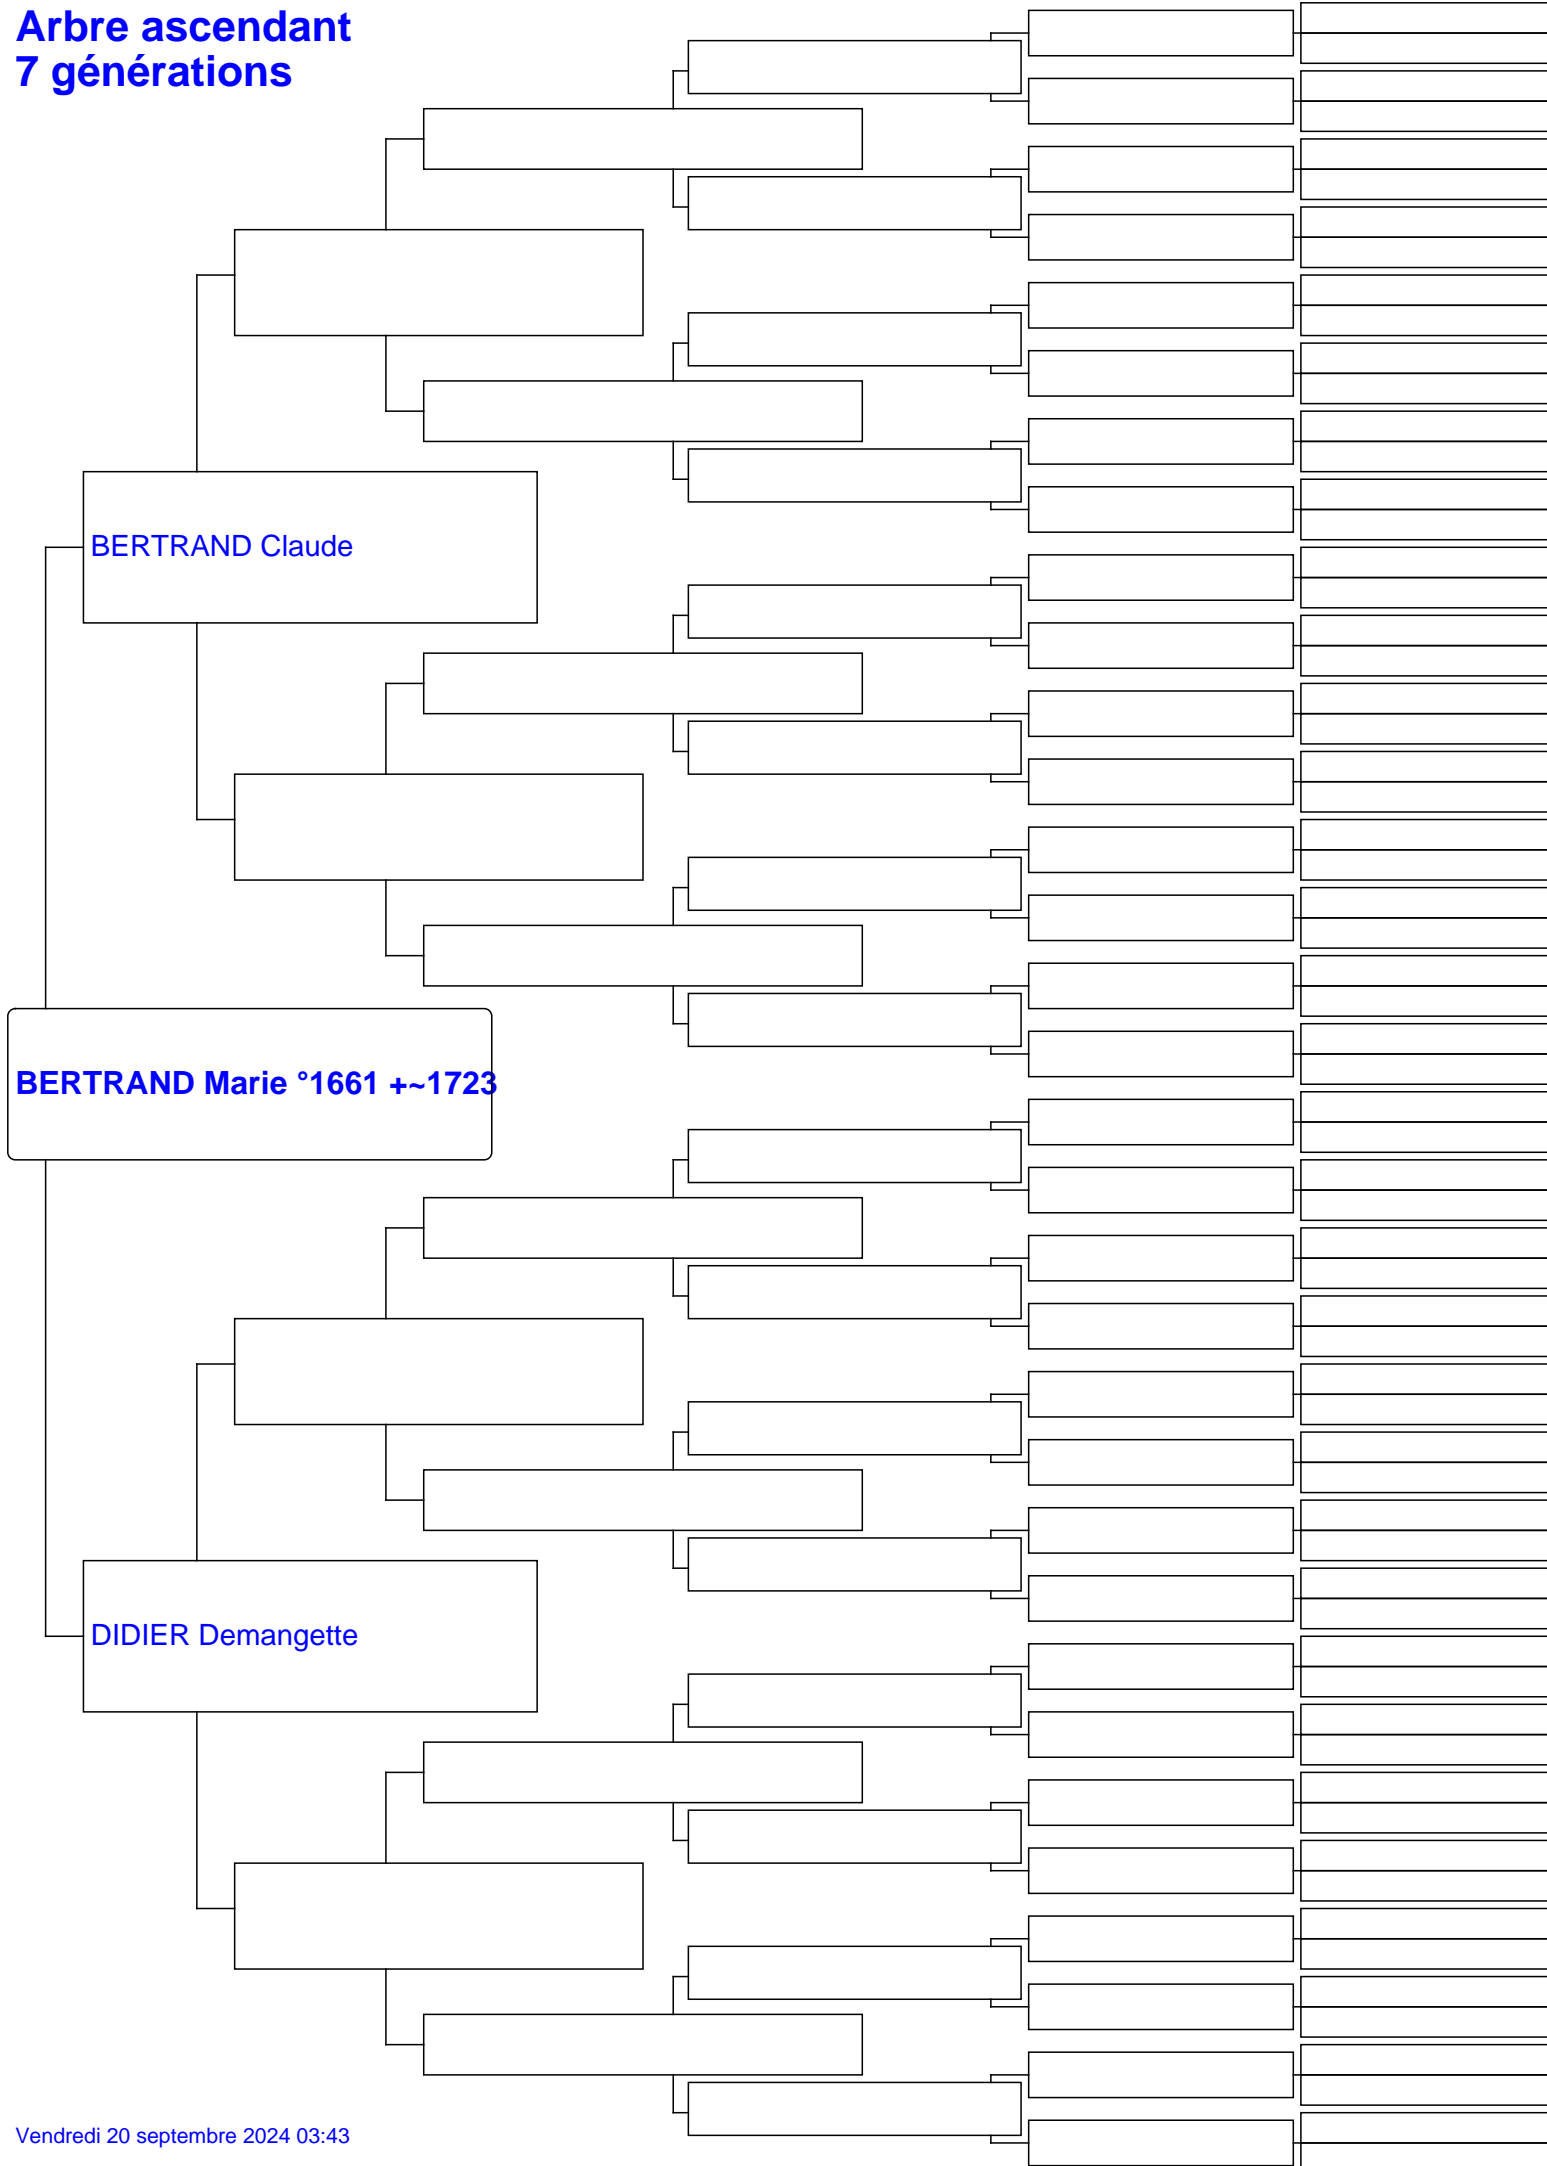 Arbre ascendant
7 générations
BERTRAND Claude
BERTRAND Marie °1661 +~1723
DIDIER Demangette
Vendredi 20 septembre 2024 03:43